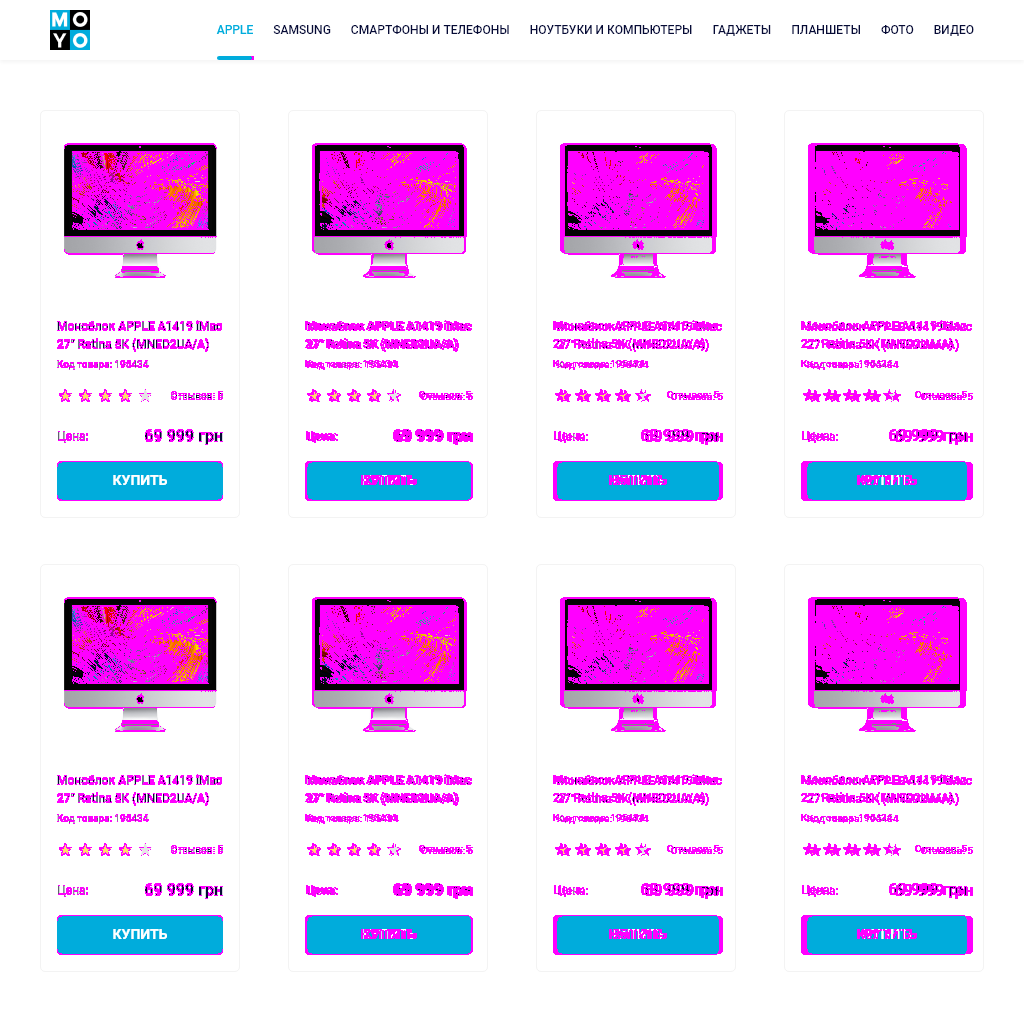 MOYO
APPLE SAMSUNG СМАРТФОНЫ И ТЕЛЕФОНЫ НОУТБУКИ И КОМПЬЮТЕРЫ ГАДЖЕТЫ ПЛАНШЕТЫ ФОТО ВИДЕО
Моноблок APPLE A1419 iMac
27" Retina 5K (MNED2UA/A)
Код товара: 195434
Отзывов: 5
Цена: 69 999 грн
КУПИТЬ
Моноблок APPLE A1419 iMac
27" Retina 5K (MNED2UA/A)
Код товара: 195434
Отзывов: 5
Цена: 69 999 грн
КУПИТЬ
Моноблок APPLE A1419 iMac
27" Retina 5K (MNED2UA/A)
Код товара: 195434
Отзывов: 5
Цена: 69 999 грн
КУПИТЬ
Моноблок APPLE A1419 iMac
27" Retina 5K (MNED2UA/A)
Код товара: 195434
Отзывов: 5
Цена: 69 999 грн
КУПИТЬ
Моноблок APPLE A1419 iMac
27" Retina 5K (MNED2UA/A)
Код товара: 195434
Отзывов: 5
Цена: 69 999 грн
КУПИТЬ
Моноблок APPLE A1419 iMac
27" Retina 5K (MNED2UA/A)
Код товара: 195434
Отзывов: 5
Цена: 69 999 грн
КУПИТЬ
Моноблок APPLE A1419 iMac
27" Retina 5K (MNED2UA/A)
Код товара: 195434
Отзывов: 5
Цена: 69 999 грн
КУПИТЬ
Моноблок APPLE A1419 iMac
27" Retina 5K (MNED2UA/A)
Код товара: 195434
Отзывов: 5
Цена: 69 999 грн
КУПИТЬ